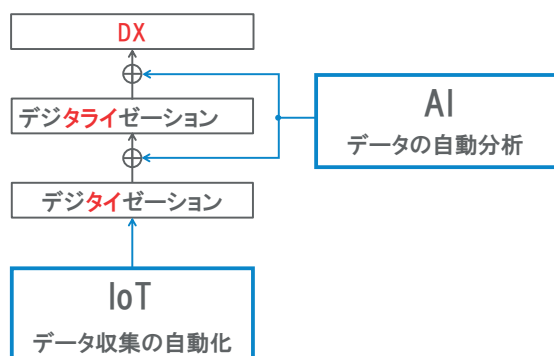 DX
デジタライゼーション
AI
データの自動分析
デジタイゼーション
IoT
データ収集の自動化